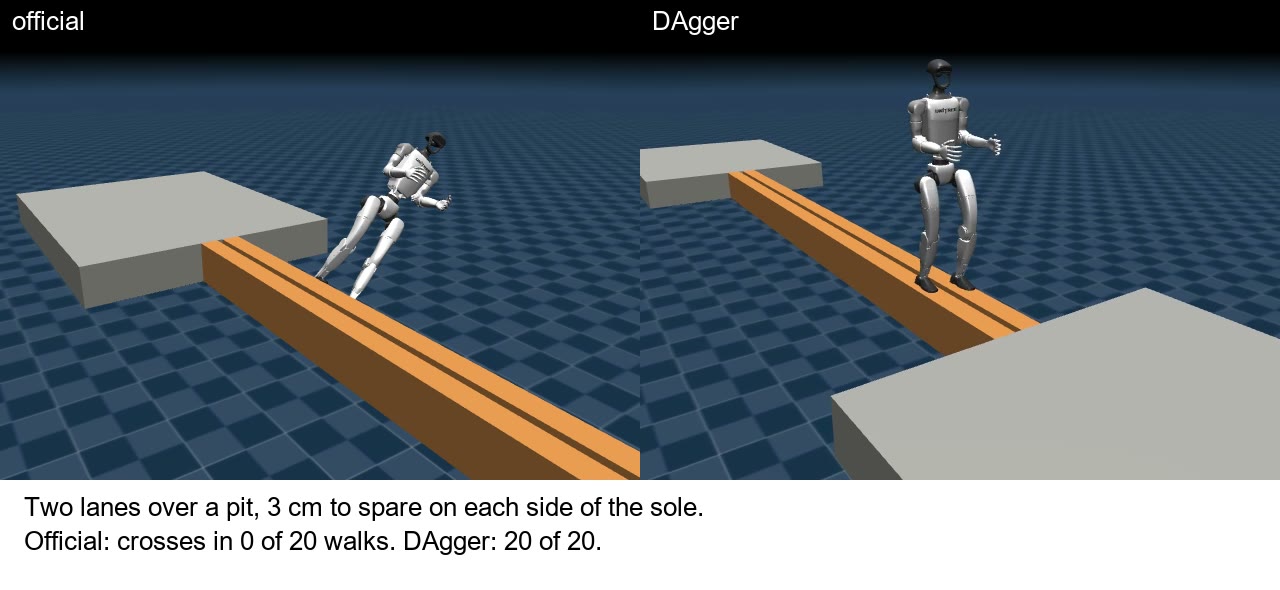 official
DAgger
Two lanes over a pit, 3 cm to spare on each side of the sole.
Official: crosses in 0 of 20 walks. DAgger: 20 of 20.